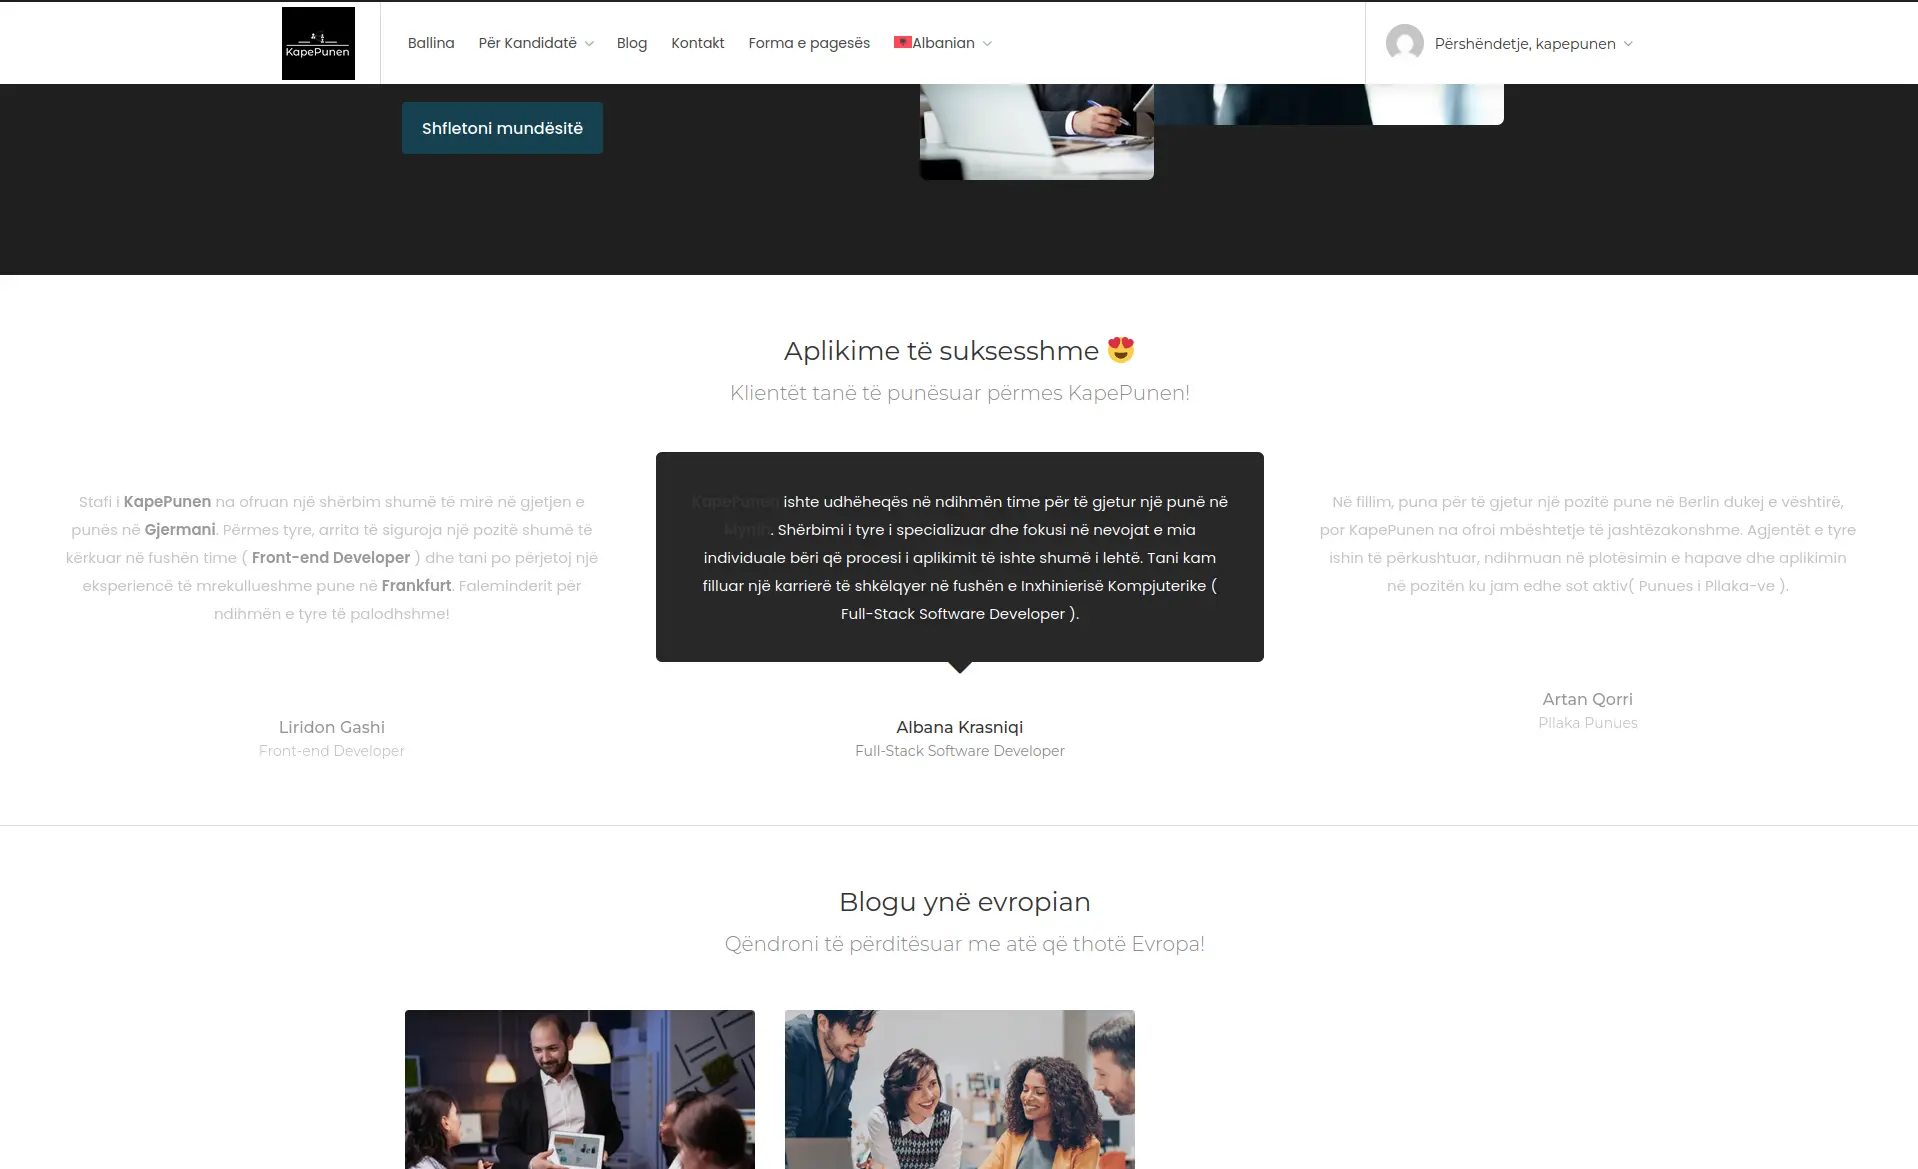 KapePunen
Ballina
Për Kandidatë
Blog
Kontakt
Forma e pagesës
Albanian
Përshëndetje, kapepunen
Shfletoni mundësitë
Aplikime të suksesshme 😍
Klientët tanë të punësuar përmes KapePunen!
Stafi i KapePunen na ofruan një shërbim shumë të mirë në gjetjen e
punës në Gjermani. Përmes tyre, arrita të siguroja një pozitë shumë të
kërkuar në fushën time ( Front-end Developer ) dhe tani po përjetoj një
eksperiencë të mrekullueshme pune në Frankfurt. Faleminderit për
ndihmën e tyre të palodhshme!
Liridon Gashi
Front-end Developer
KapePunen ishte udhëheqës në ndihmën time për të gjetur një punë në
Mynih. Shërbimi i tyre i specializuar dhe fokusi në nevojat e mia
individuale bëri që procesi i aplikimit të ishte shumë i lehtë. Tani kam
filluar një karrierë të shkëlqyer në fushën e Inxhinierisë Kompjuterike (
Full-Stack Software Developer ).
Albana Krasniqi
Full-Stack Software Developer
Në fillim, puna për të gjetur një pozitë pune në Berlin dukej e vështirë,
por KapePunen na ofroi mbështetje të jashtëzakonshme. Agjentët e tyre
ishin të përkushtuar, ndihmuan në plotësimin e hapave dhe aplikimin
në pozitën ku jam edhe sot aktiv( Punues i Pllaka-ve ).
Artan Qorri
Pllaka Punues
Blogu ynë evropian
Qëndroni të përditësuar me atë që thotë Evropa!